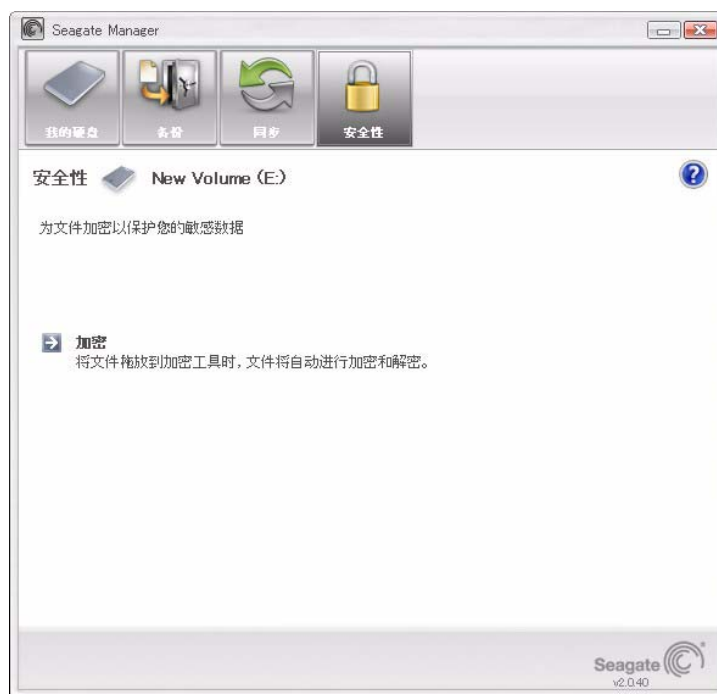 Seagate Manager
我的硬盘
备份
同步
安全性
安全性 New Volume (E:)
为文件加密以保护您的敏感数据
加密
将文件拖放到加密工具时，文件将自动进行加密和解密。
Seagate
v2.0.40